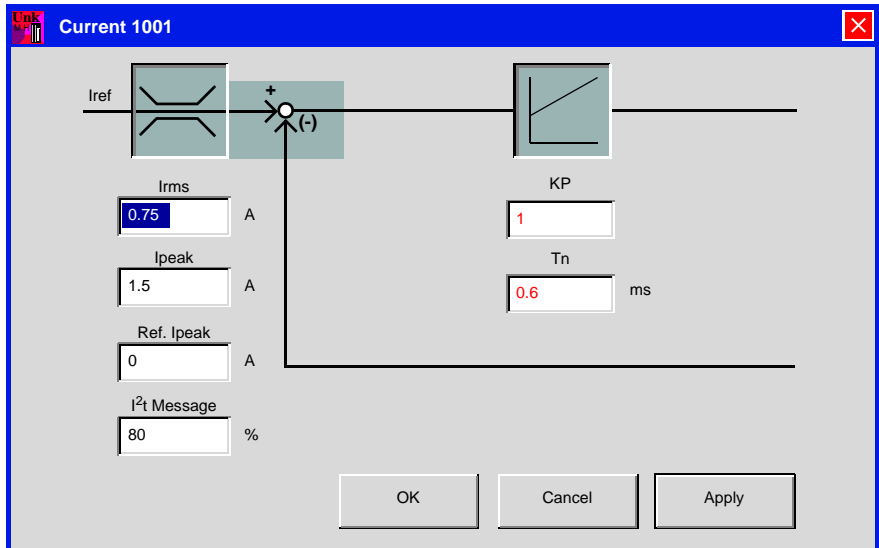 Unk
Current 1001
Iref
+
(-)
Irms
0.75 A
Ipeak
1.5 A
Ref. Ipeak
0 A
I²t Message
80 %
KP
1
Tn
0.6 ms
OK Cancel Apply